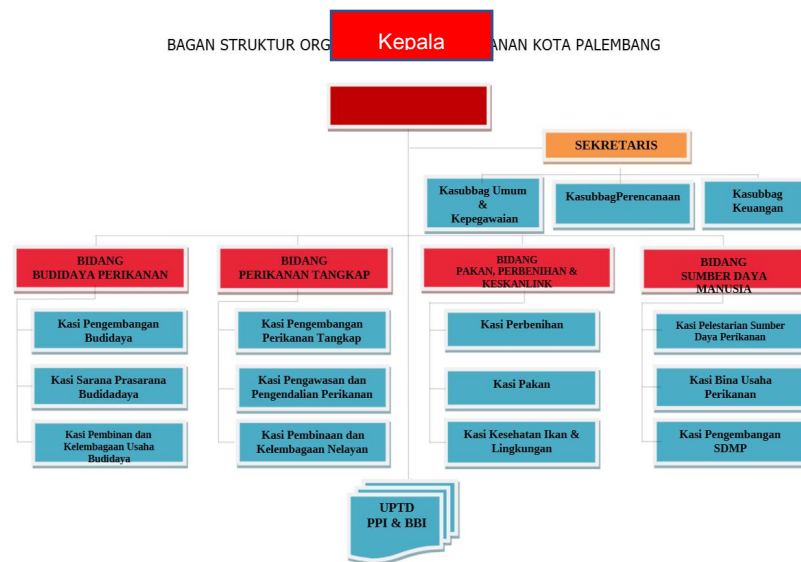 BAGAN STRUKTUR ORG
Kepala
ANAN KOTA PALEMBANG
SEKRETARIS
Kasubbag Umum
&
Kepegawaian
KasubbagPerencanaan
Kasubbag
Keuangan
BIDANG
BUDIDAYA PERIKANAN
BIDANG
PERIKANAN TANGKAP
BIDANG
PAKAN, PERBENIHAN &
KESKANLINK
BIDANG
SUMBER DAYA
MANUSIA
Kasi Pengembangan
Budidaya
Kasi Pengembangan
Perikanan Tangkap
Kasi Perbenihan
Kasi Pelestarian Sumber
Daya Perikanan
Kasi Sarana Prasarana
Budidadaya
Kasi Pengawasan dan
Pengendalian Perikanan
Kasi Pakan
Kasi Bina Usaha
Perikanan
Kasi Pembinan dan
Kelembagaan Usaha
Budidaya
Kasi Pembinaan dan
Kelembagaan Nelayan
Kasi Kesehatan Ikan &
Lingkungan
Kasi Pengembangan
SDMP
UPTD
PPI & BBI